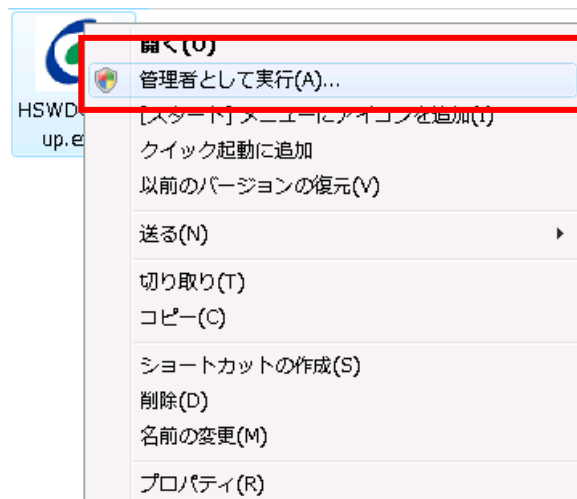 HSWD
up.e
開く(O)
管理者として実行(A)...
[スタート] メニューにアイコンを追加(I)
クイック起動に追加
以前のバージョンの復元(V)
送る(N)
切り取り(T)
コピー(C)
ショートカットの作成(S)
削除(D)
名前の変更(M)
プロパティ(R)